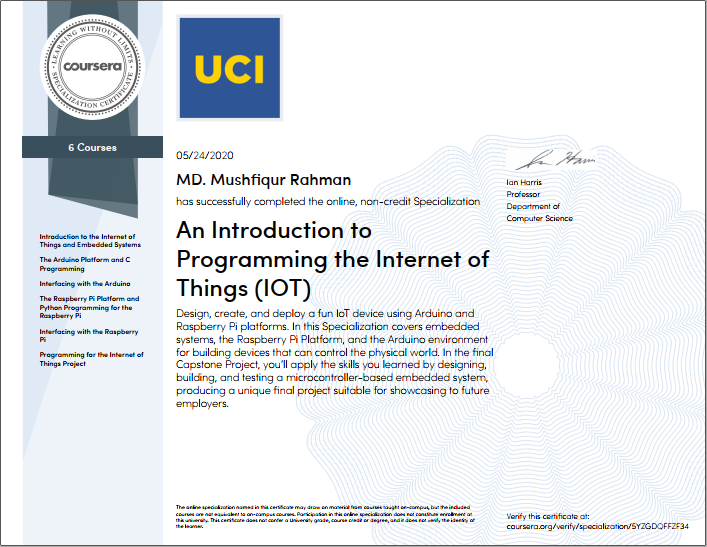 LEARNING WITHOUT LIMITS
coursera
SPECIALIZATION CERTIFICATE
6 Courses
Introduction to the Internet of
Things and Embedded Systems
The Arduino Platform and C
Programming
Interfacing with the Arduino
The Raspberry Pi Platform and
Python Programming for the
Raspberry Pi
Interfacing with the Raspberry
Pi
Programming for the Internet of
Things Project
UCI
05/24/2020
MD. Mushfiqur Rahman
has successfully completed the online, non-credit Specialization
An Introduction to
Programming the Internet of
Things (IOT)
Design, create, and deploy a fun IoT device using Arduino and
Raspberry Pi platforms. In this Specialization covers embedded
systems, the Raspberry Pi Platform, and the Arduino environment
for building devices that can control the physical world. In the final
Capstone Project, you'll apply the skills you learned by designing,
building, and testing a microcontroller-based embedded system,
producing a unique final project suitable for showcasing to future
employers.
Ian Harris
Professor
Department of
Computer Science
The online specialization named in this certificate may draw on material from courses taught on-campus, but the included
courses are not equivalent to on-campus courses. Participation in this online specialization does not constitute enrollment at
this university. This certificate does not confer a University grade, course credit or degree, and it does not verify the identity of
the learner.
Verify this certificate at:
coursera.org/verify/specialization/5YZGDQFFZF34